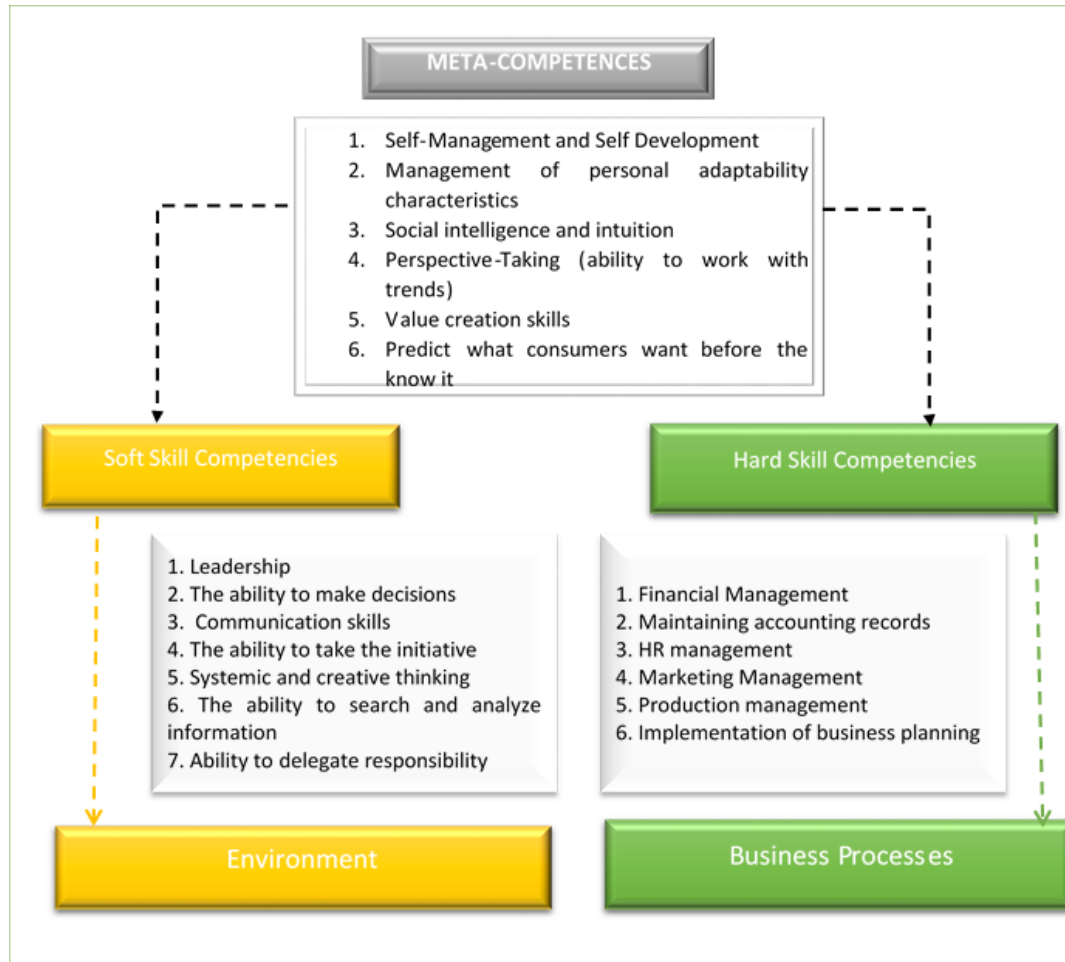 META-COMPETENCES
1. Self-Management and Self Development
2. Management of personal adaptability
characteristics
3. Social intelligence and intuition
4. Perspective-Taking (ability to work with
trends)
5. Value creation skills
6. Predict what consumers want before the
know it
Soft Skill Competencies
Hard Skill Competencies
1. Leadership
2. The ability to make decisions
3. Communication skills
4. The ability to take the initiative
5. Systemic and creative thinking
6. The ability to search and analyze
information
7. Ability to delegate responsibility
1. Financial Management
2. Maintaining accounting records
3. HR management
4. Marketing Management
5. Production management
6. Implementation of business planning
Environment
Business Processes